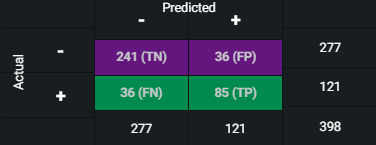 Predicted
- +
Actual
- 241 (TN) 36 (FP) 277
+ 36 (FN) 85 (TP) 121
277 121 398